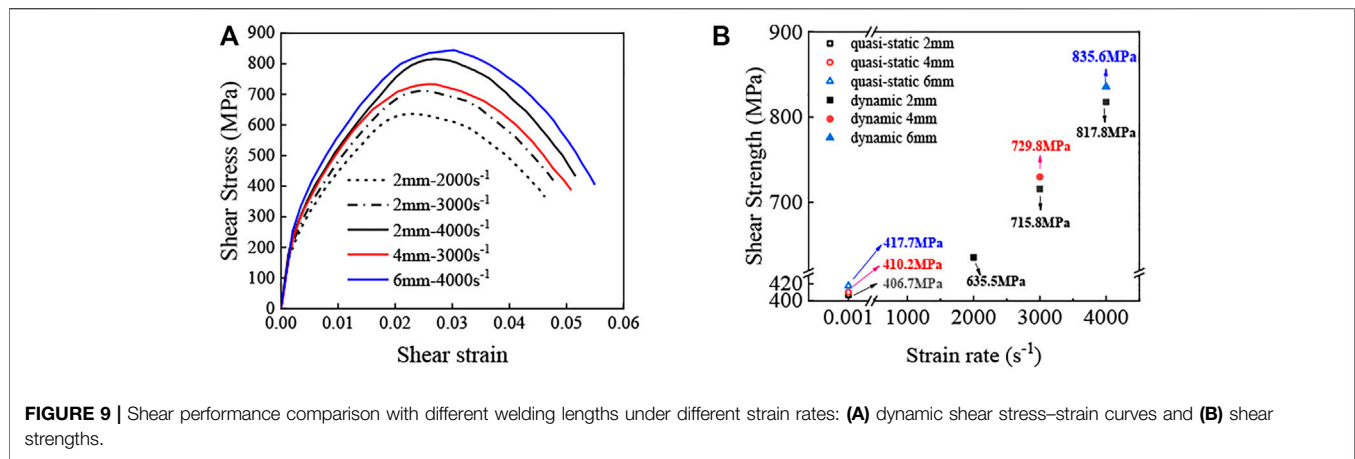 A
Shear Stress (MPa)
900
800
700
600
500
400
300
200
100
0
2mm-2000s⁻¹
2mm-3000s⁻¹
2mm-4000s⁻¹
4mm-3000s⁻¹
6mm-4000s⁻¹
0.00 0.01 0.02 0.03 0.04 0.05 0.06
Shear strain
B
Shear Strength (MPa)
900
800
700
420
400
quasi-static 2mm
quasi-static 4mm
quasi-static 6mm
dynamic 2mm
dynamic 4mm
dynamic 6mm
835.6MPa
817.8MPa
729.8MPa
715.8MPa
417.7MPa
410.2MPa
406.7MPa
635.5MPa
0.001 1000 2000 3000 4000
Strain rate (s⁻¹)
FIGURE 9 | Shear performance comparison with different welding lengths under different strain rates: (A) dynamic shear stress–strain curves and (B) shear
strengths.